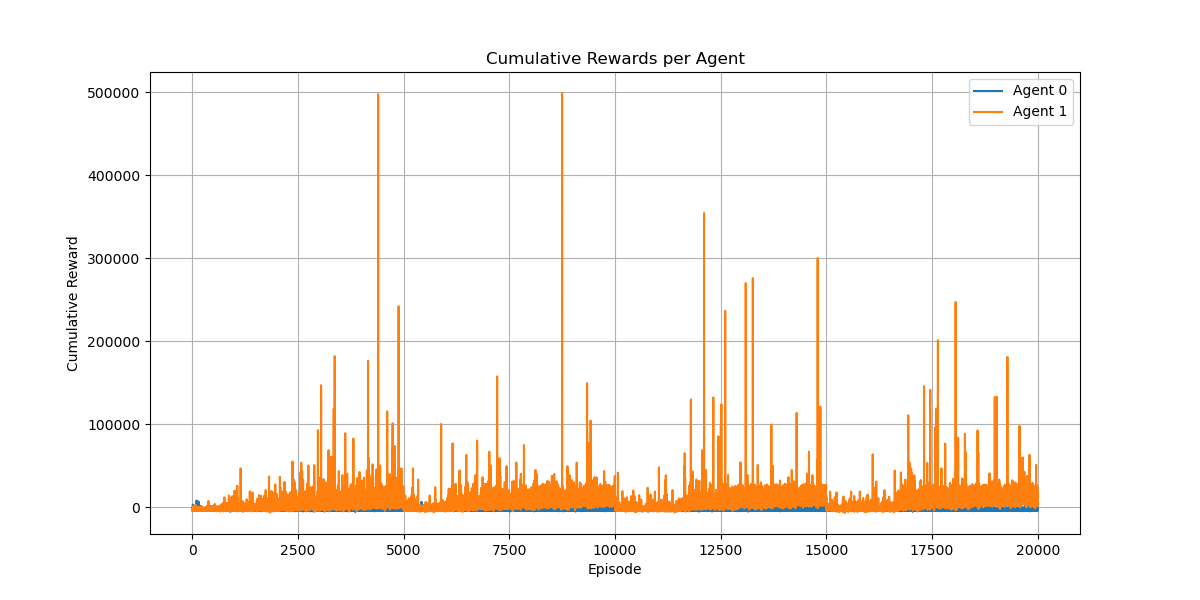 Cumulative Rewards per Agent
Agent 0
Agent 1
500000
400000
300000
200000
100000
0
Cumulative Reward
0 2500 5000 7500 10000 12500 15000 17500 20000
Episode